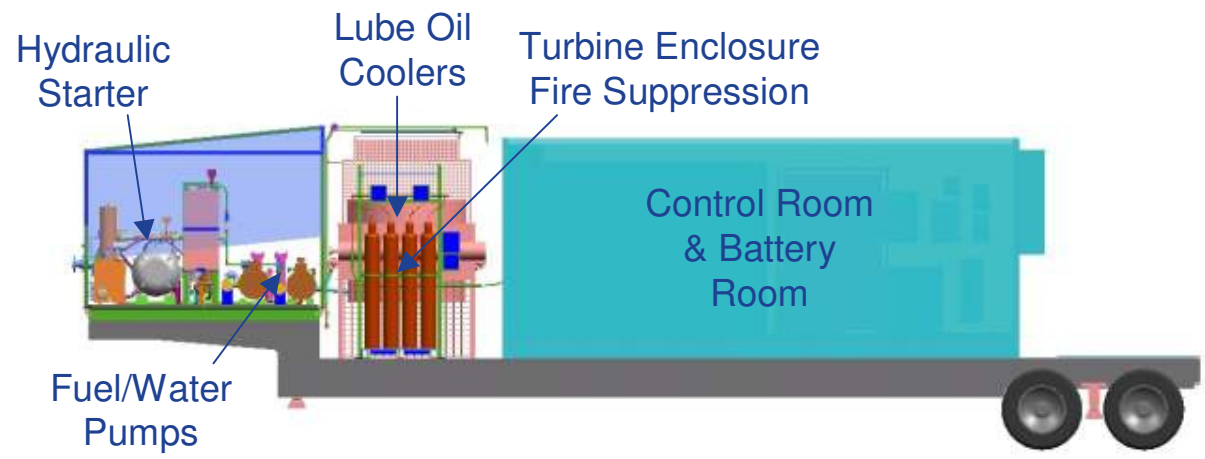 Hydraulic
Starter
Lube Oil
Coolers
Turbine Enclosure
Fire Suppression
Control Room
& Battery
Room
Fuel/Water
Pumps